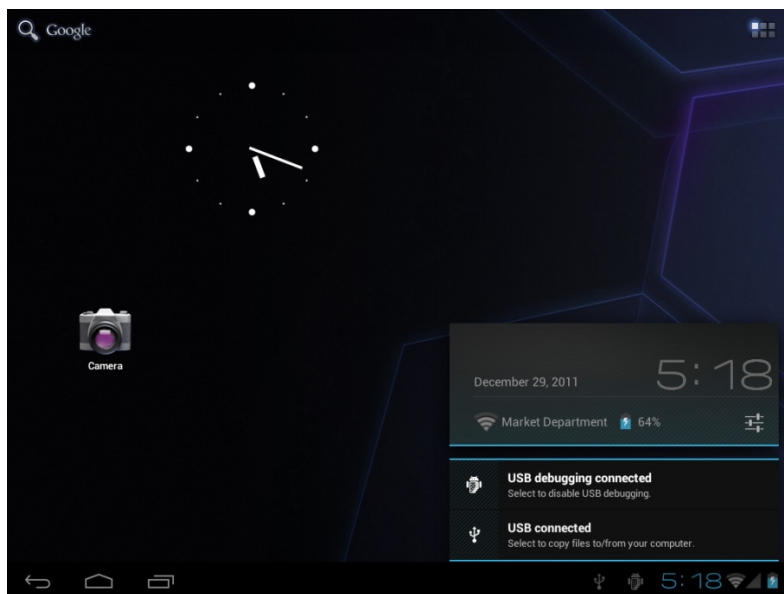 Google
Camera
December 29, 2011
5:18
Market Department
64%
USB debugging connected
Select to disable USB debugging.
USB connected
Select to copy files to/from your computer.
5:18